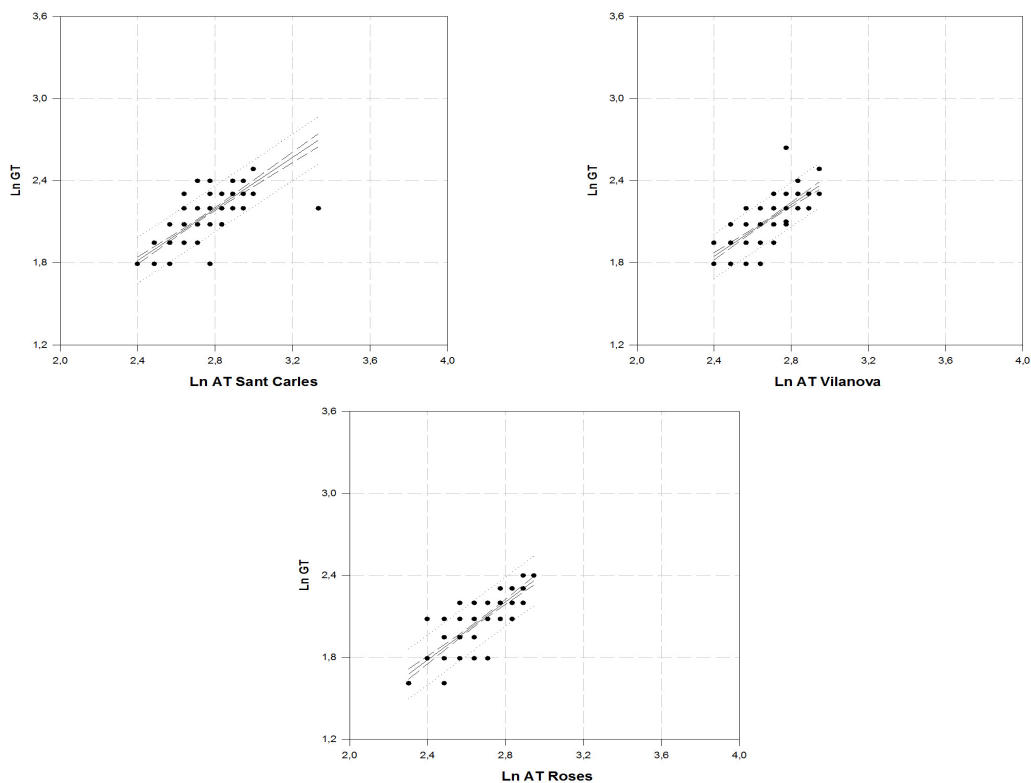 3,6
3,0
2,4
1,8
1,2
Ln GT
2,0 2,4 2,8 3,2 3,6 4,0
Ln AT Sant Carles
3,6
3,0
2,4
1,8
1,2
Ln GT
2,0 2,4 2,8 3,2 3,6 4,0
Ln AT Vilanova
3,6
3,0
2,4
1,8
1,2
Ln GT
2,0 2,4 2,8 3,2 3,6 4,0
Ln AT Roses